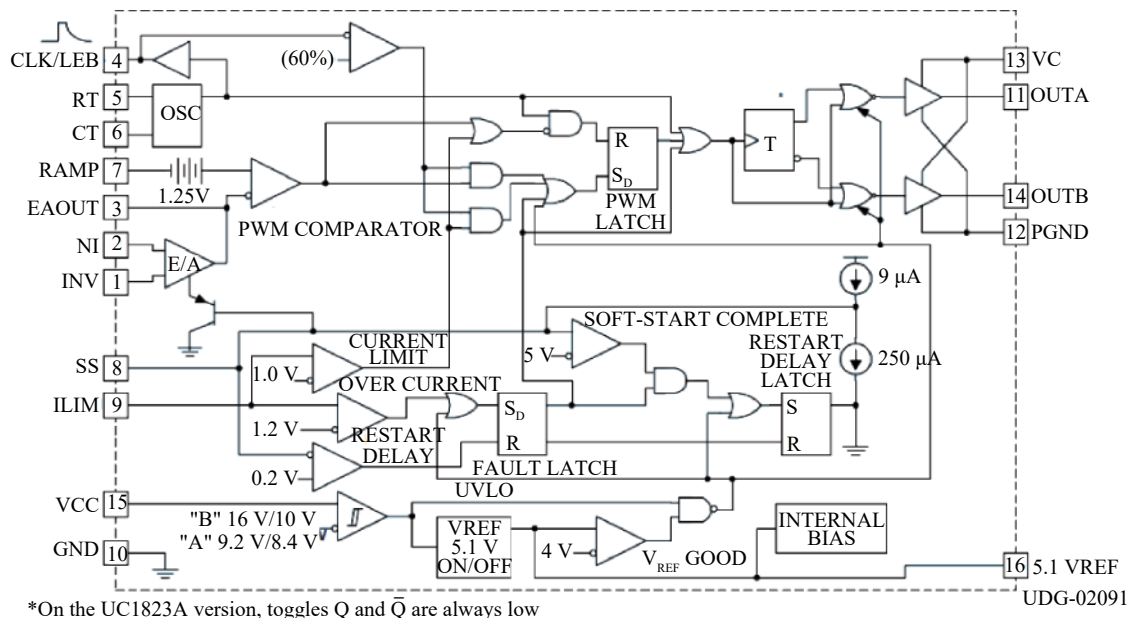 CLK/LEB 4
(60%)
13 VC
RT 5
OSC
11 OUTA
CT 6
R
T
RAMP 7
1.25V
S_D
EAOUT 3
PWM COMPARATOR
PWM
LATCH
14 OUTB
NI 2
12 PGND
E/A
INV 1
9 μA
SOFT-START COMPLETE
CURRENT
LIMIT
5 V
RESTART
DELAY
LATCH
250 μA
SS 8
1.0 V
OVER CURRENT
ILIM 9
S_D
S
1.2 V
RESTART
DELAY
R
R
0.2 V
FAULT LATCH
UVLO
VCC 15
"B" 16 V/10 V
"A" 9.2 V/8.4 V
VREF
5.1 V
ON/OFF
4 V
V_REF GOOD
INTERNAL
BIAS
GND 10
16 5.1 VREF
UDG-02091
*On the UC1823A version, toggles Q and Q̅ are always low